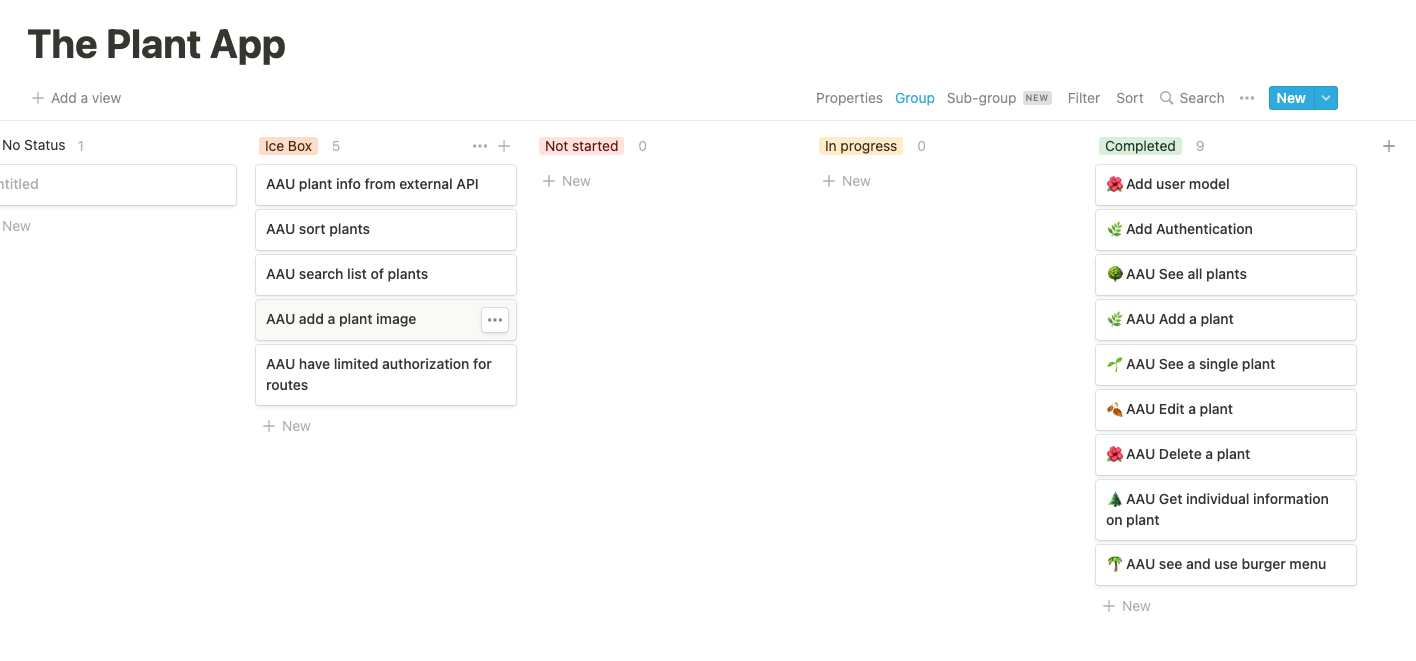 The Plant App
Add a view
Properties Group Sub-group NEW Filter Sort Search New
No Status 1
New
Ice Box 5
AAU plant info from external API
AAU sort plants
AAU search list of plants
AAU add a plant image
AAU have limited authorization for
routes
New
Not started 0
New
In progress 0
New
Completed 9
🌺 Add user model
🌿 Add Authentication
🌳 AAU See all plants
🌿 AAU Add a plant
🌱 AAU See a single plant
🍂 AAU Edit a plant
🌺 AAU Delete a plant
🌲 AAU Get individual information
on plant
🌴 AAU see and use burger menu
New